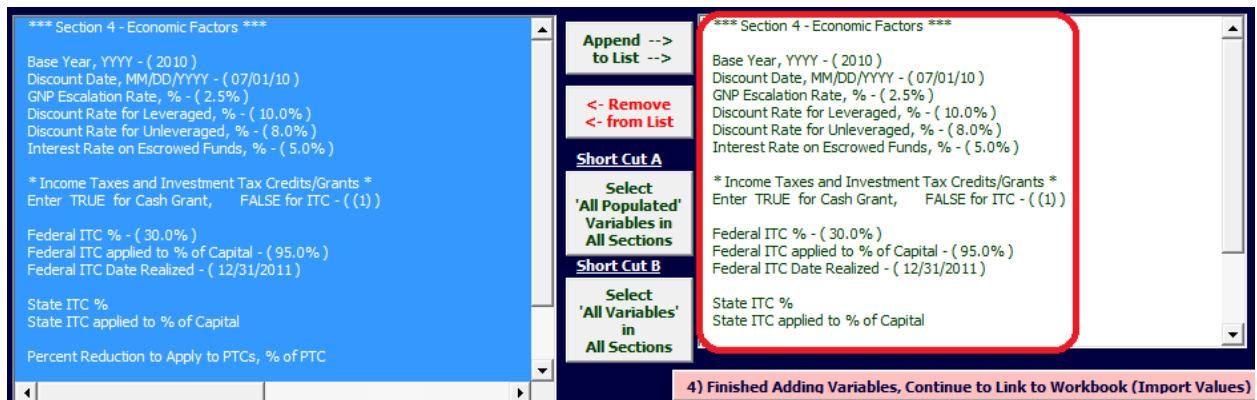 *** Section 4 - Economic Factors ***
Base Year, YYYY - ( 2010 )
Discount Date, MM/DD/YYYY - ( 07/01/10 )
GNP Escalation Rate, % - ( 2.5% )
Discount Rate for Leveraged, % - ( 10.0% )
Discount Rate for Unleveraged, % - ( 8.0% )
Interest Rate on Escrowed Funds, % - ( 5.0% )
* Income Taxes and Investment Tax Credits/Grants *
Enter TRUE for Cash Grant, FALSE for ITC - ( (1) )
Federal ITC % - ( 30.0% )
Federal ITC applied to % of Capital - ( 95.0% )
Federal ITC Date Realized - ( 12/31/2011 )
State ITC %
State ITC applied to % of Capital
Percent Reduction to Apply to PTCs, % of PTC
Append -->
to List -->
<- Remove
<- from List
Short Cut A
Select
'All Populated'
Variables in
All Sections
Short Cut B
Select
'All Variables'
in
All Sections
*** Section 4 - Economic Factors ***
Base Year, YYYY - ( 2010 )
Discount Date, MM/DD/YYYY - ( 07/01/10 )
GNP Escalation Rate, % - ( 2.5% )
Discount Rate for Leveraged, % - ( 10.0% )
Discount Rate for Unleveraged, % - ( 8.0% )
Interest Rate on Escrowed Funds, % - ( 5.0% )
* Income Taxes and Investment Tax Credits/Grants *
Enter TRUE for Cash Grant, FALSE for ITC - ( (1) )
Federal ITC % - ( 30.0% )
Federal ITC applied to % of Capital - ( 95.0% )
Federal ITC Date Realized - ( 12/31/2011 )
State ITC %
State ITC applied to % of Capital
4) Finished Adding Variables, Continue to Link to Workbook (Import Values)